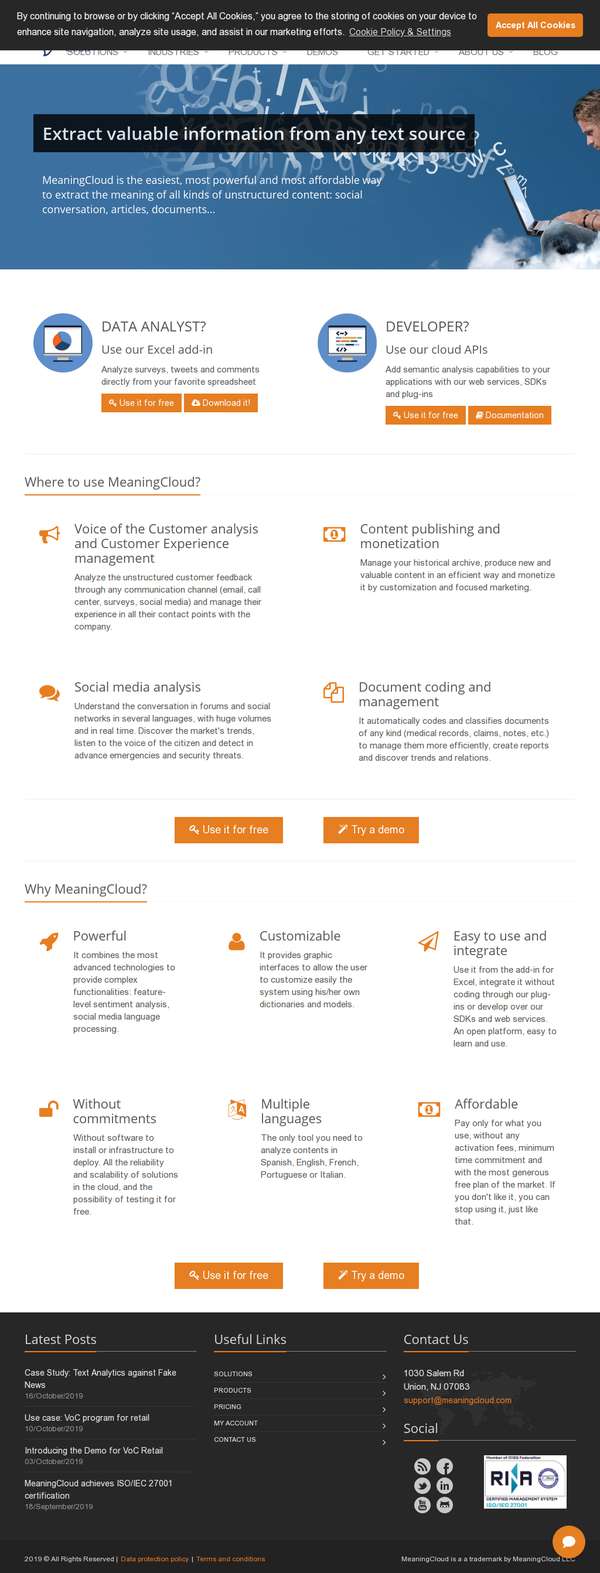 By continuing to browse or by clicking "Accept All Cookies," you agree to the storing of cookies on your device to
enhance site navigation, analyze site usage, and assist in our marketing efforts. Cookie Policy & Settings
Accept All Cookies
SOLUTIONS INDUSTRIES PRODUCTS DEMOS GET STARTED ABOUT US BLOG
Extract valuable information from any text source
MeaningCloud is the easiest, most powerful and most affordable way
to extract the meaning of all kinds of unstructured content: social
conversation, articles, documents...
DATA ANALYST?
Use our Excel add-in
Analyze surveys, tweets and comments
directly from your favorite spreadsheet
Use it for free Download it!
DEVELOPER?
Use our cloud APIs
Add semantic analysis capabilities to your
applications with our web services, SDKs
and plug-ins
Use it for free Documentation
Where to use MeaningCloud?
Voice of the Customer analysis
and Customer Experience
management
Analyze the unstructured customer feedback
through any communication channel (email, call
center, surveys, social media) and manage their
experience in all their contact points with the
company.
Content publishing and
monetization
Manage your historical archive, produce new and
valuable content in an efficient way and monetize
it by customization and focused marketing.
Social media analysis
Understand the conversation in forums and social
networks in several languages, with huge volumes
and in real time. Discover the market's trends,
listen to the voice of the citizen and detect in
advance emergencies and security threats.
Document coding and
management
It automatically codes and classifies documents
of any kind (medical records, claims, notes, etc.)
to manage them more efficiently, create reports
and discover trends and relations.
Use it for free Try a demo
Why MeaningCloud?
Powerful
It combines the most
advanced technologies to
provide complex
functionalities: feature-
level sentiment analysis,
social media language
processing.
Customizable
It provides graphic
interfaces to allow the user
to customize easily the
system using his/her own
dictionaries and models.
Easy to use and
integrate
Use it from the add-in for
Excel, integrate it without
coding through our plug-
ins or develop over our
SDKs and web services.
An open platform, easy to
learn and use.
Without
commitments
Without software to
install or infrastructure to
deploy. All the reliability
and scalability of solutions
in the cloud, and the
possibility of testing it for
free.
Multiple
languages
The only tool you need to
analyze contents in
Spanish, English, French,
Portuguese or Italian.
Affordable
Pay only for what you
use, without any
activation fees, minimum
time commitment and
with the most generous
free plan of the market. If
you don't like it, you can
stop using it, just like
that.
Use it for free Try a demo
Latest Posts
Case Study: Text Analytics against Fake
News
16/October/2019
Use case: VoC program for retail
10/October/2019
Introducing the Demo for VoC Retail
03/October/2019
MeaningCloud achieves ISO/IEC 27001
certification
18/September/2019
Useful Links
SOLUTIONS
PRODUCTS
PRICING
MY ACCOUNT
CONTACT US
Contact Us
1030 Salem Rd
Union, NJ 07083
support@meaningcloud.com
Social
RINA
CERTIFIED MANAGEMENT SYSTEM
ISO/IEC 27001
2019 © All Rights Reserved | Data protection policy | Terms and conditions
MeaningCloud is a a trademark by MeaningCloud LLC